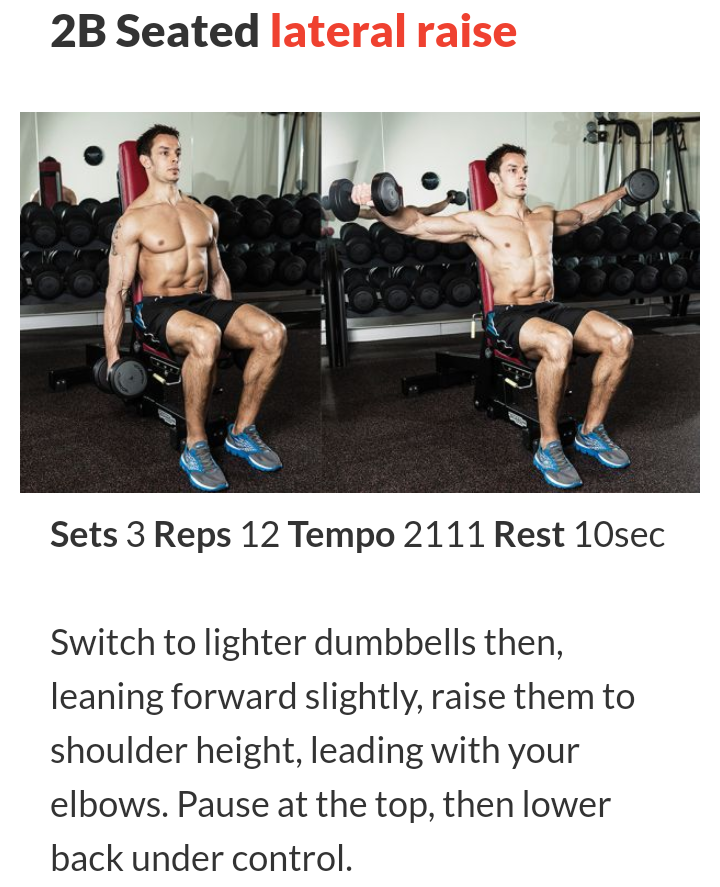 2B Seated lateral raise
Sets 3 Reps 12 Tempo 2111 Rest 10sec
Switch to lighter dumbbells then,
leaning forward slightly, raise them to
shoulder height, leading with your
elbows. Pause at the top, then lower
back under control.